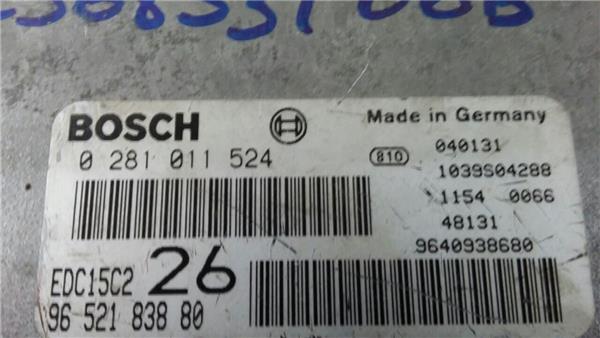 BOSCH
Made in Germany
0 281 011 524
810
040131
1039S04288
1154 0066
48131
9640938680
EDC15C2 26
96 521 838 80